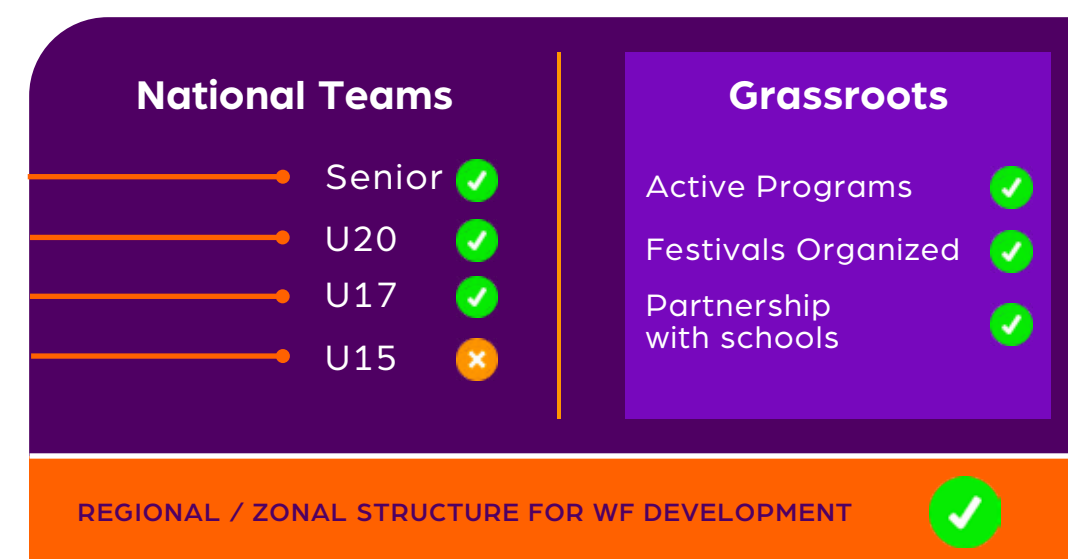 National Teams
Senior
U20
U17
U15
Grassroots
Active Programs
Festivals Organized
Partnership
with schools
REGIONAL / ZONAL STRUCTURE FOR WF DEVELOPMENT